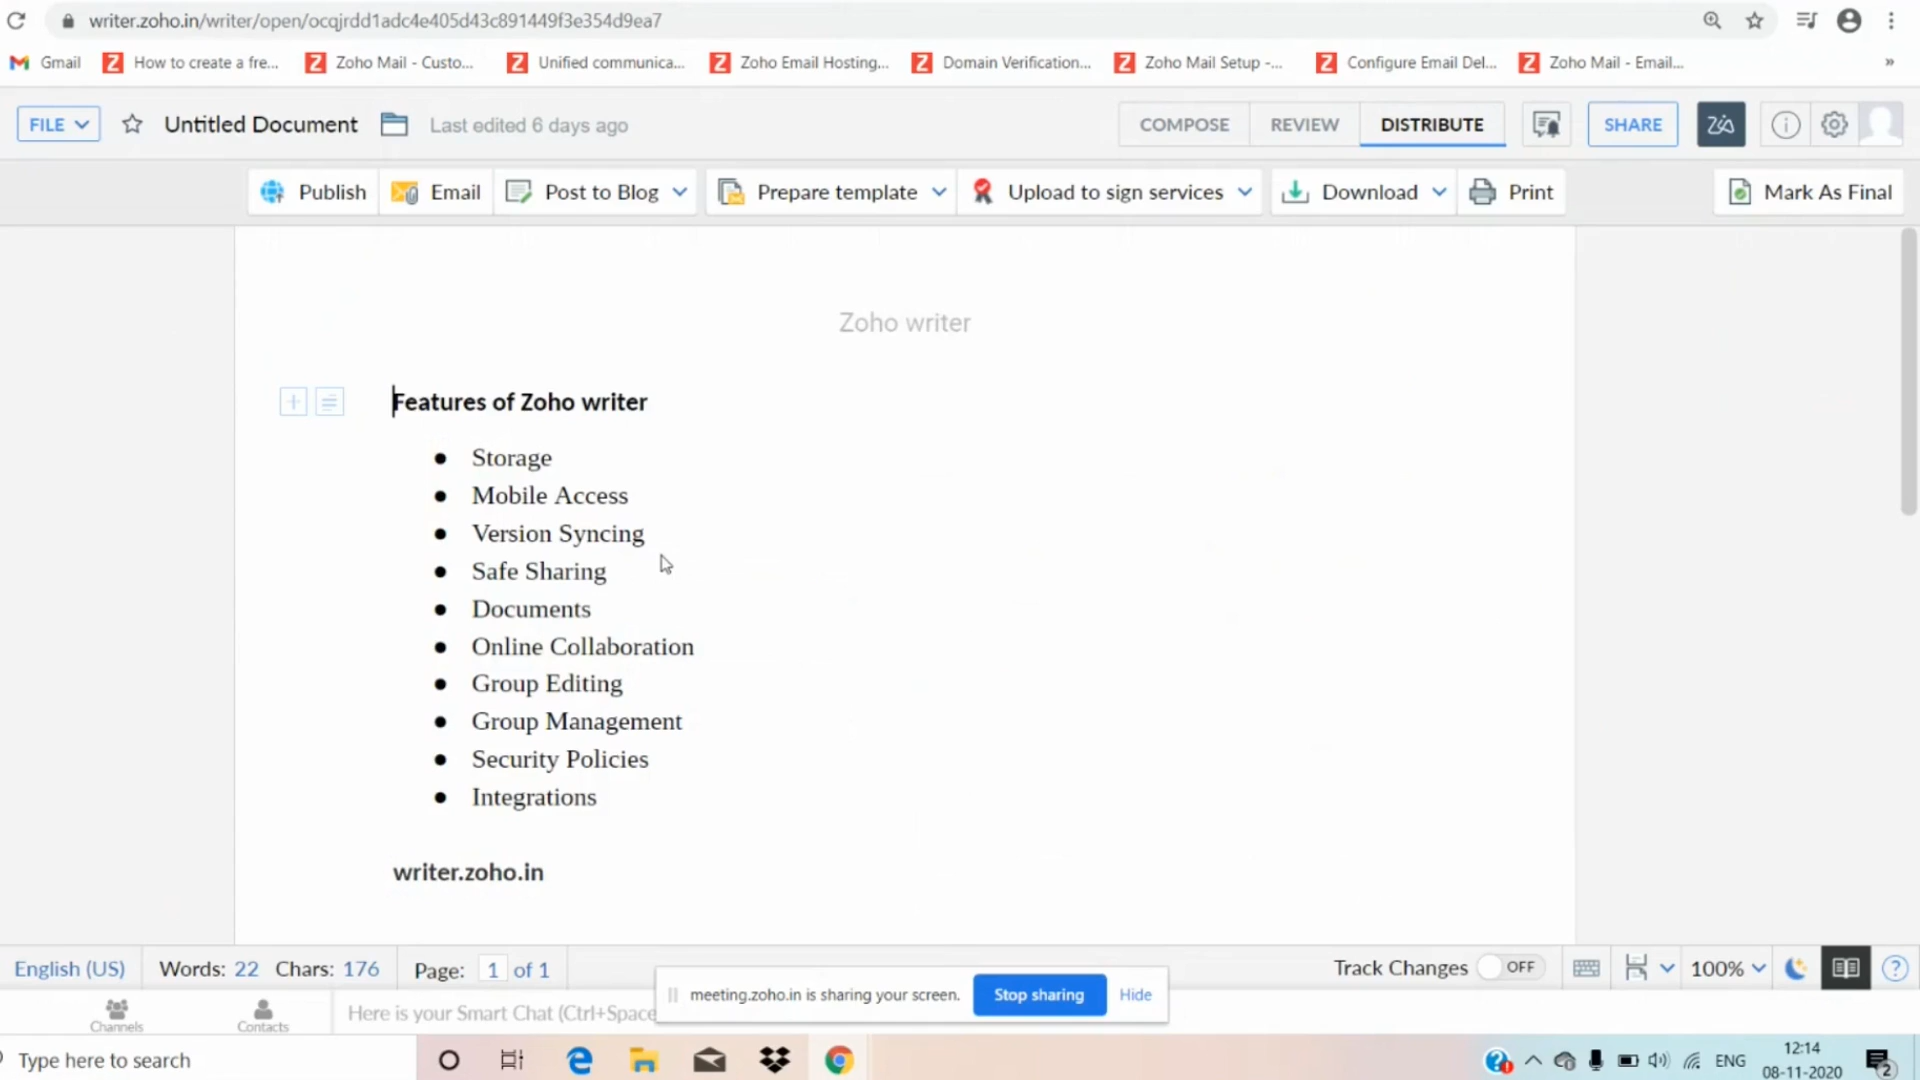 writer.zoho.in/writer/open/ocqjrdd1adc4e405d43c891449f3e354d9ea7
Gmail How to create a fre... Zoho Mail - Custo... Unified communica... Zoho Email Hosting... Domain Verification... Zoho Mail Setup -... Configure Email Del... Zoho Mail - Email... »
FILE Untitled Document Last edited 6 days ago COMPOSE REVIEW DISTRIBUTE SHARE
Publish Email Post to Blog Prepare template Upload to sign services Download Print Mark As Final
Zoho writer
Features of Zoho writer
● Storage
● Mobile Access
● Version Syncing
● Safe Sharing
● Documents
● Online Collaboration
● Group Editing
● Group Management
● Security Policies
● Integrations
writer.zoho.in
English (US) Words: 22 Chars: 176 Page: 1 of 1 Track Changes OFF 100%
meeting.zoho.in is sharing your screen. Stop sharing Hide
Channels Contacts Here is your Smart Chat (Ctrl+Space
Type here to search ENG 12:14
08-11-2020 2